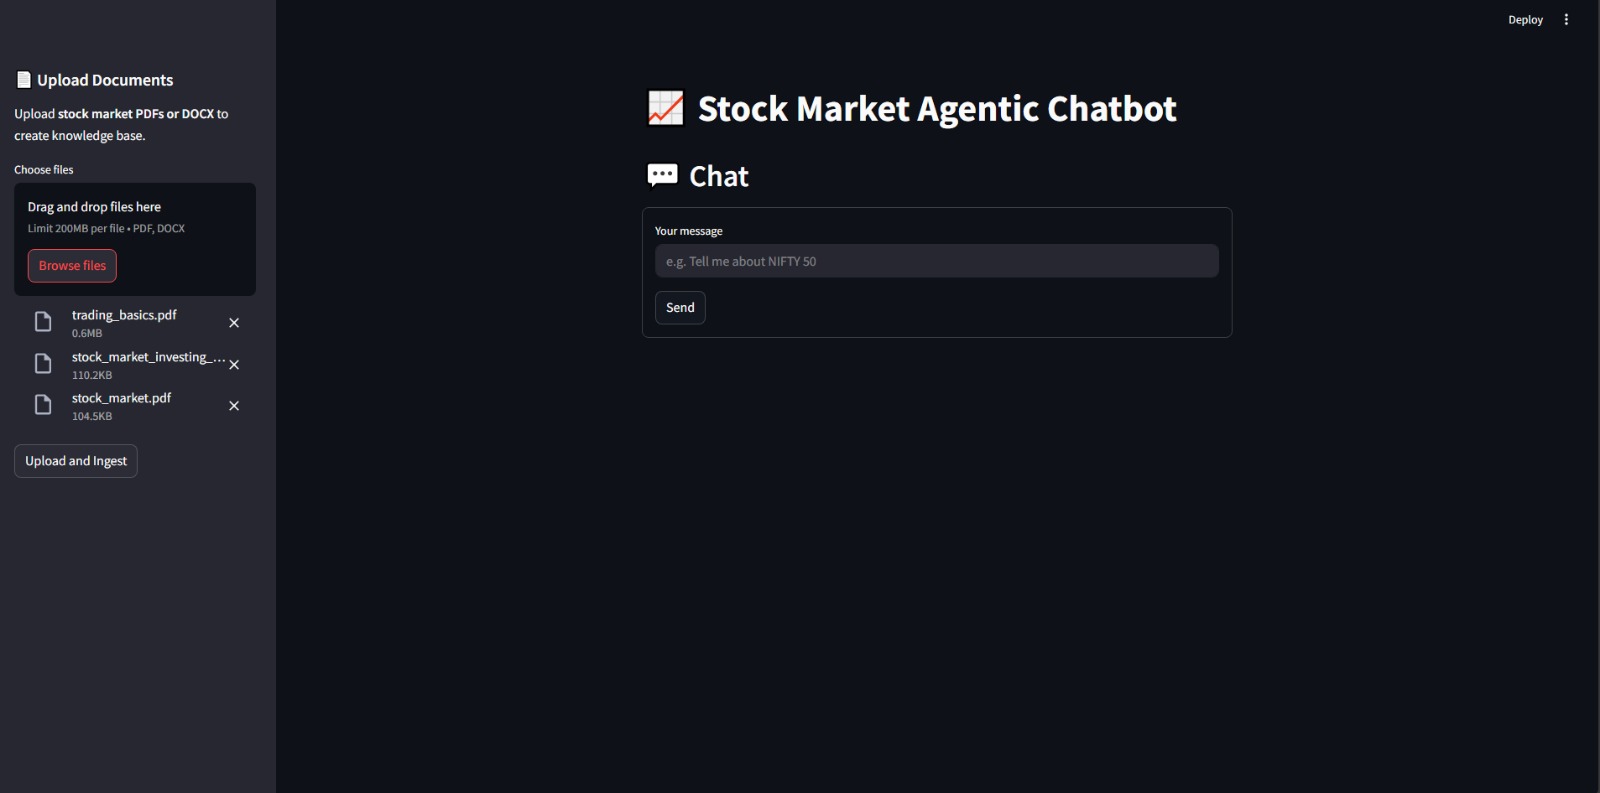 Deploy
Upload Documents
Upload stock market PDFs or DOCX to
create knowledge base.
Choose files
Drag and drop files here
Limit 200MB per file • PDF, DOCX
Browse files
trading_basics.pdf
0.6MB
stock_market_investing_...
110.2KB
stock_market.pdf
104.5KB
Upload and Ingest
Stock Market Agentic Chatbot
Chat
Your message
e.g. Tell me about NIFTY 50
Send